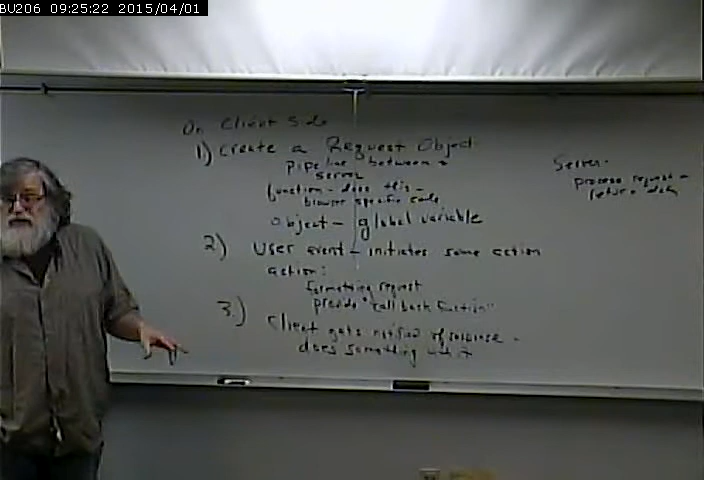 BU206 09:25:22 2015/04/01
On Client Side
1) Create a Request Object
Pipeline between
server
function - does this -
browser specific code
Object - global variable
2) User event - initiates some action
action:
formatting request
provide "call back function"
3.) Client gets notified of response -
does something with it
Server -
process request -
return data